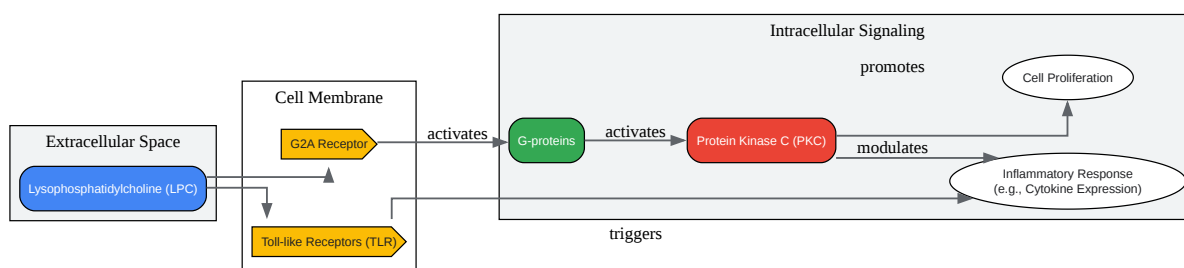 Extracellular Space
Lysophosphatidylcholine (LPC)
Cell Membrane
G2A Receptor
Toll-like Receptors (TLR)
activates
Intracellular Signaling
promotes
G-proteins
activates
Protein Kinase C (PKC)
modulates
Cell Proliferation
Inflammatory Response
(e.g., Cytokine Expression)
triggers